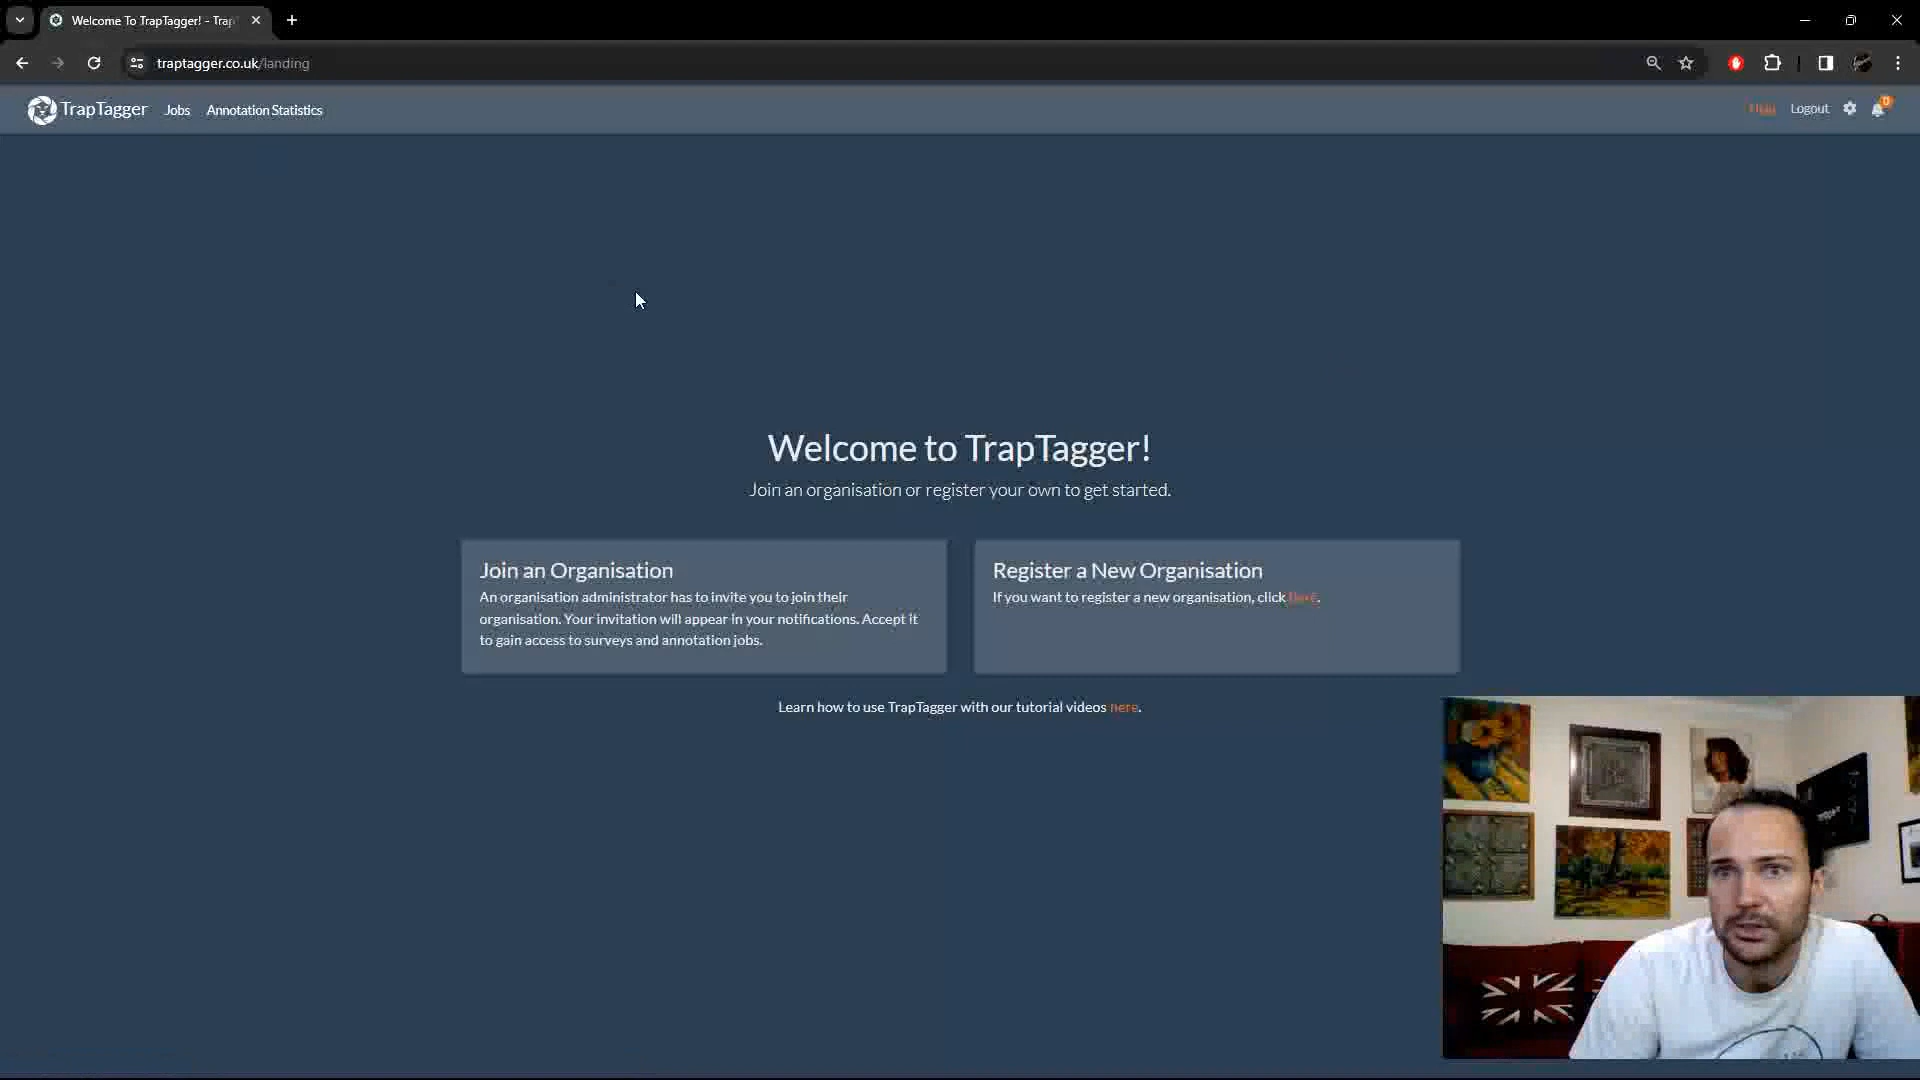 Welcome To TrapTagger! - Trap
traptagger.co.uk/landing
TrapTagger Jobs Annotation Statistics
Help Logout 0
Welcome to TrapTagger!
Join an organisation or register your own to get started.
Join an Organisation
An organisation administrator has to invite you to join their
organisation. Your invitation will appear in your notifications. Accept it
to gain access to surveys and annotation jobs.
Register a New Organisation
If you want to register a new organisation, click here.
Learn how to use TrapTagger with our tutorial videos here.